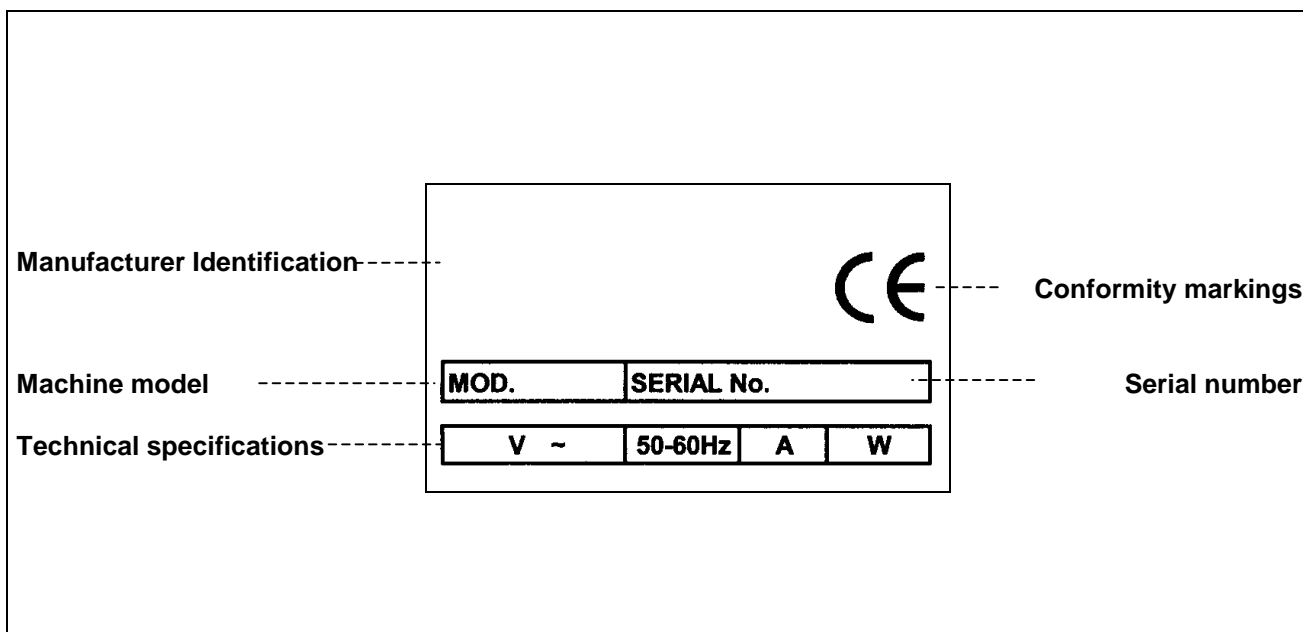 Manufacturer Identification
CE
Conformity markings
Machine model
MOD.
SERIAL No.
Serial number
Technical specifications
V ~
50-60Hz
A
W